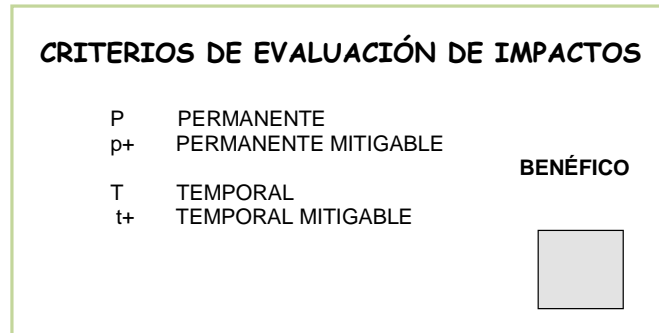 CRITERIOS DE EVALUACIÓN DE IMPACTOS
P PERMANENTE
p+ PERMANENTE MITIGABLE
BENÉFICO
T TEMPORAL
t+ TEMPORAL MITIGABLE